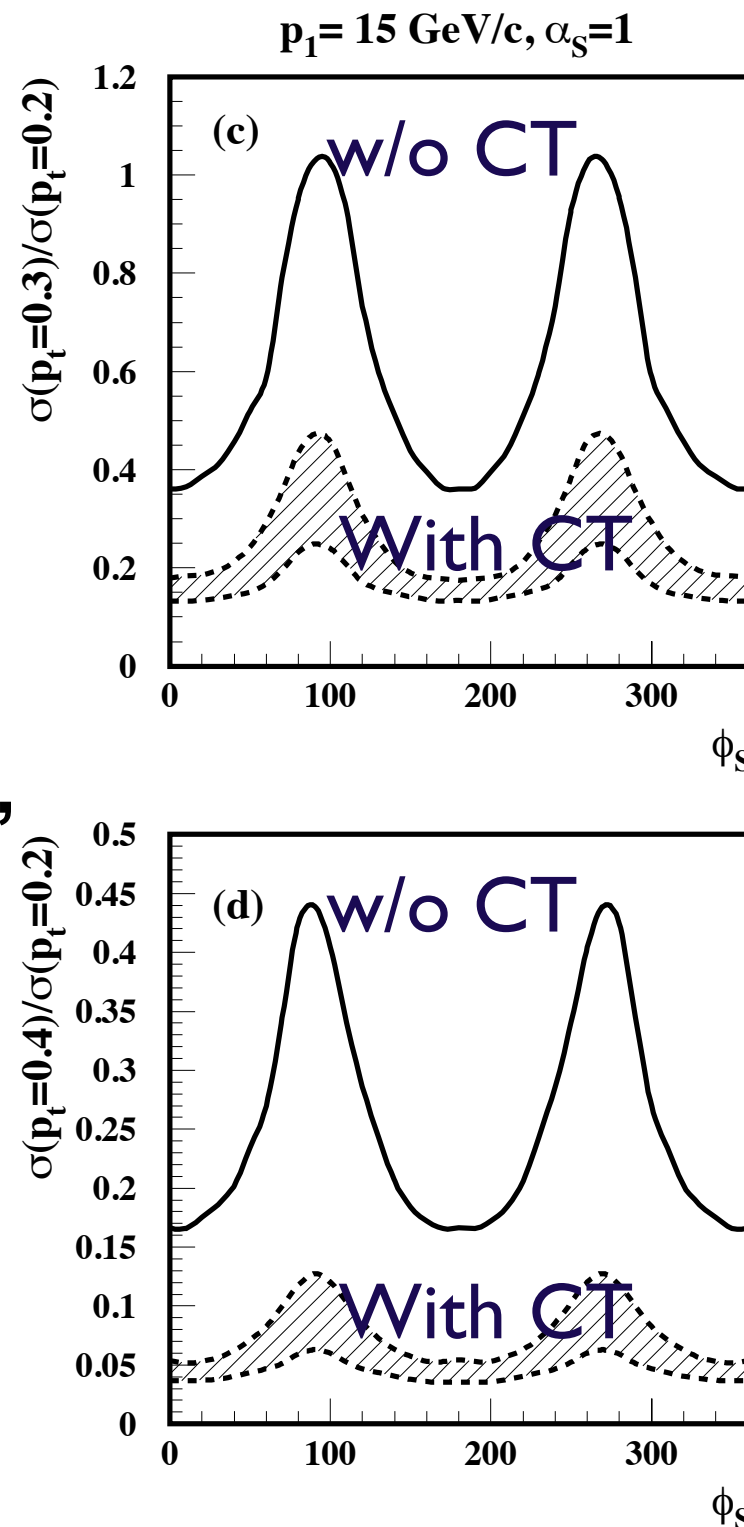 p₁= 15 GeV/c, α_S=1
σ(pₜ=0.3)/σ(pₜ=0.2)
1.2
1
0.8
0.6
0.4
0.2
0
(c)
w/o CT
With CT
0 100 200 300
ϕ_S
,
σ(pₜ=0.4)/σ(pₜ=0.2)
0.5
0.45
0.4
0.35
0.3
0.25
0.2
0.15
0.1
0.05
0
(d)
w/o CT
With CT
0 100 200 300
ϕ_S